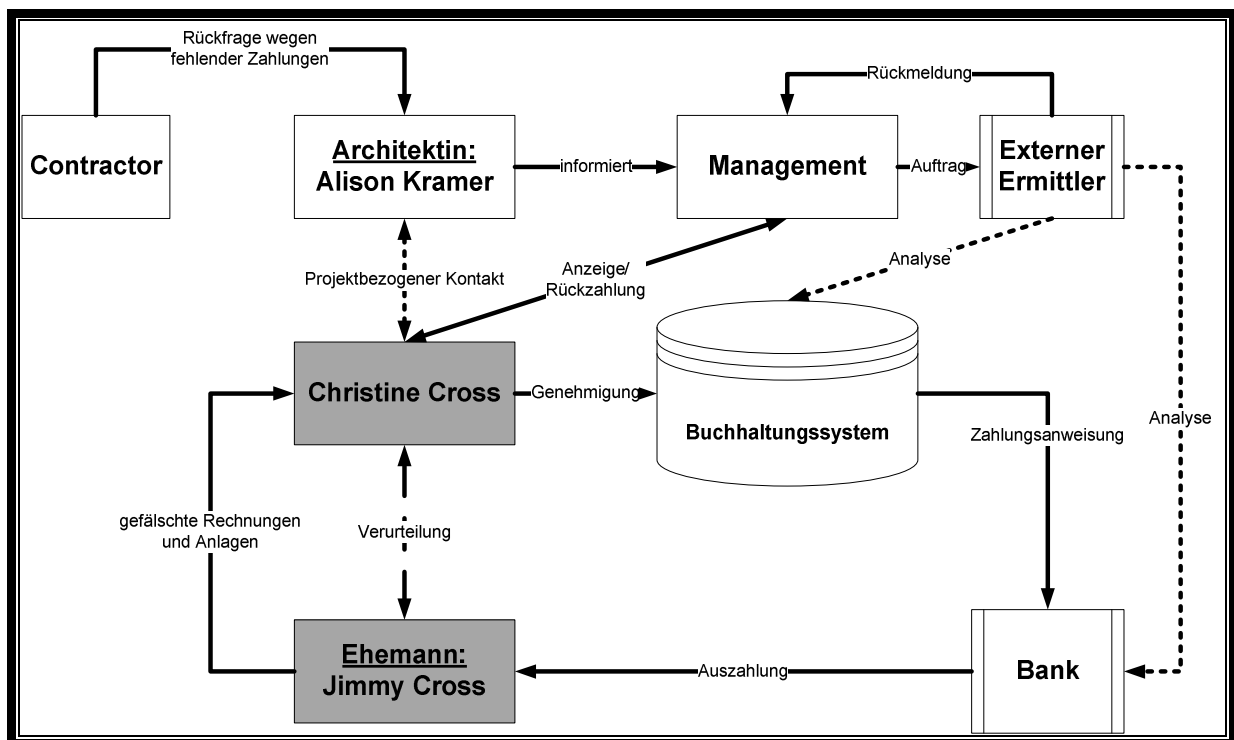 Rückfrage wegen
fehlender Zahlungen
Rückmeldung
Contractor
Architektin:
Alison Kramer
informiert
Management
Auftrag
Externer
Ermittler
Projektbezogener Kontakt
Anzeige/
Rückzahlung
Analyse
Christine Cross
Genehmigung
Buchhaltungssystem
Zahlungsanweisung
Analyse
gefälschte Rechnungen
und Anlagen
Verurteilung
Ehemann:
Jimmy Cross
Auszahlung
Bank